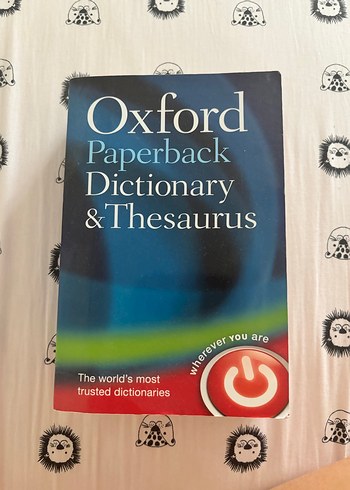 Oxford
Paperback
Dictionary
& Thesaurus
wherever YOU are
The world's most
trusted dictionaries